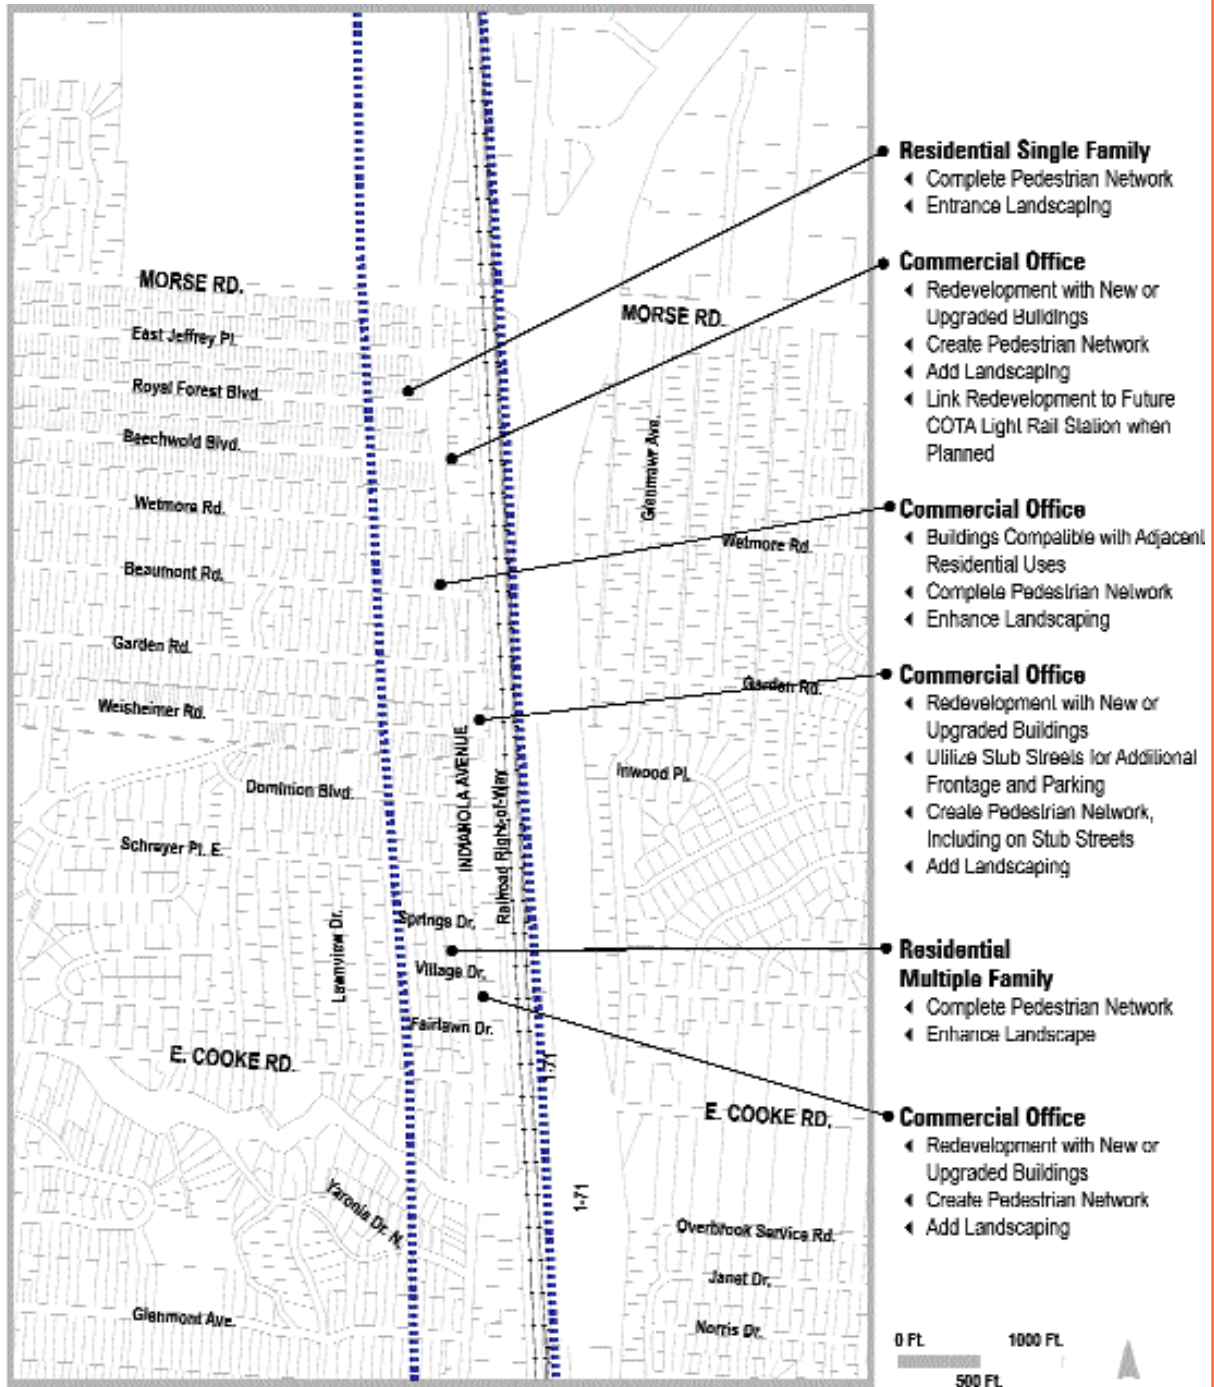 MORSE RD.
East Jeffrey Pl.
Royal Forest Blvd.
Beechwold Blvd.
Wetmore Rd.
Beaumont Rd.
Garden Rd.
Weisheimer Rd.
Dominion Blvd.
Schreyer Pl. E.
Lawnview Dr.
Springs Dr.
Village Dr.
Fairlawn Dr.
E. COOKE RD.
Yaronia Dr. N.
Glenmont Ave.
INDIANOLA AVENUE
Railroad Right-of-Way
I-71
1-71
MORSE RD.
Glenmawr Ave.
Wetmore Rd.
Garden Rd.
Inwood Pl.
E. COOKE RD.
Overbrook Service Rd.
Janet Dr.
Norris Dr.
Residential Single Family
Complete Pedestrian Network
Entrance Landscaping
Commercial Office
Redevelopment with New or
Upgraded Buildings
Create Pedestrian Network
Add Landscaping
Link Redevelopment to Future
COTA Light Rail Station when
Planned
Commercial Office
Buildings Compatible with Adjacent
Residential Uses
Complete Pedestrian Network
Enhance Landscaping
Commercial Office
Redevelopment with New or
Upgraded Buildings
Utilize Stub Streets for Additional
Frontage and Parking
Create Pedestrian Network,
Including on Stub Streets
Add Landscaping
Residential
Multiple Family
Complete Pedestrian Network
Enhance Landscape
Commercial Office
Redevelopment with New or
Upgraded Buildings
Create Pedestrian Network
Add Landscaping
0 Ft. 1000 Ft.
500 Ft.